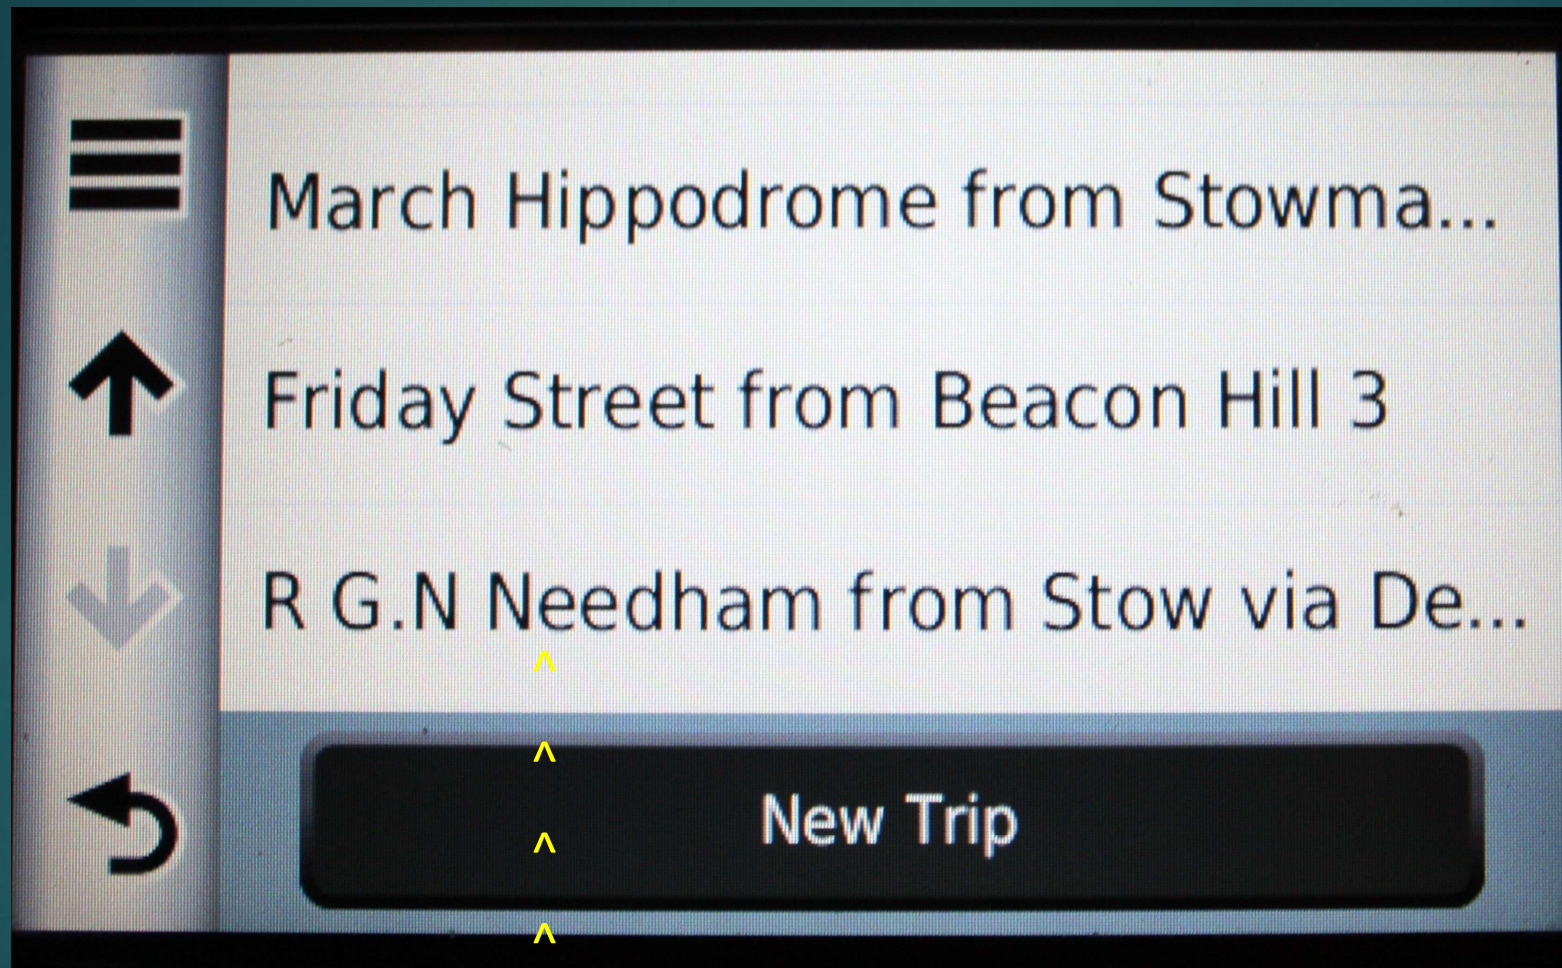 March Hippodrome from Stowma...
Friday Street from Beacon Hill 3
R G.N Needham from Stow via De...
^
^
New Trip
^
^